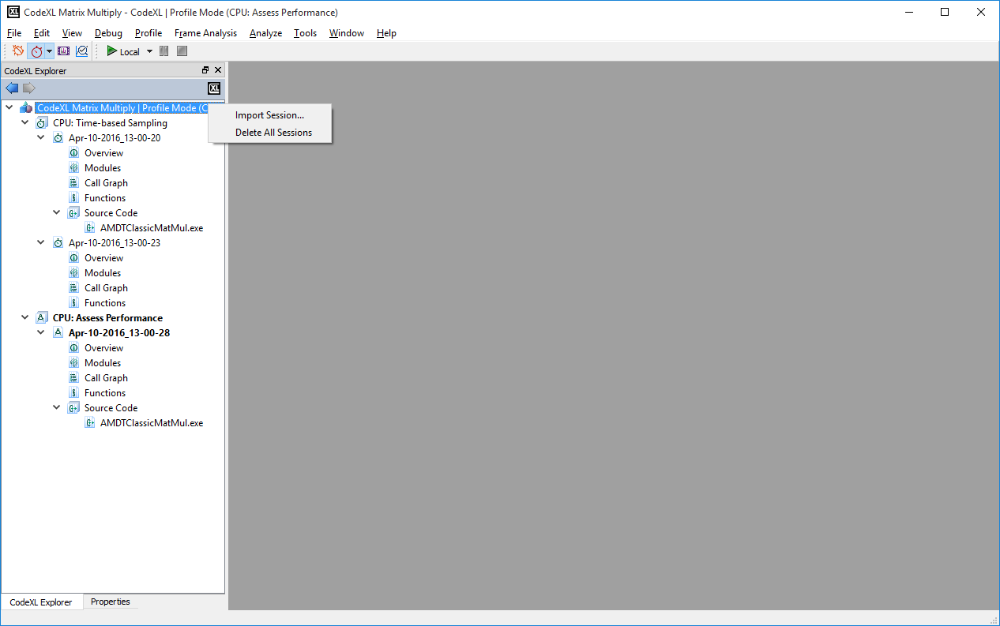 XL CodeXL Matrix Multiply - CodeXL | Profile Mode (CPU: Assess Performance)
File Edit View Debug Profile Frame Analysis Analyze Tools Window Help
Local
CodeXL Explorer
XL
CodeXL Matrix Multiply | Profile Mode (C
Import Session...
Delete All Sessions
CPU: Time-based Sampling
Apr-10-2016_13-00-20
Overview
Modules
Call Graph
Functions
Source Code
AMDTClassicMatMul.exe
Apr-10-2016_13-00-23
Overview
Modules
Call Graph
Functions
CPU: Assess Performance
Apr-10-2016_13-00-28
Overview
Modules
Call Graph
Functions
Source Code
AMDTClassicMatMul.exe
CodeXL Explorer Properties